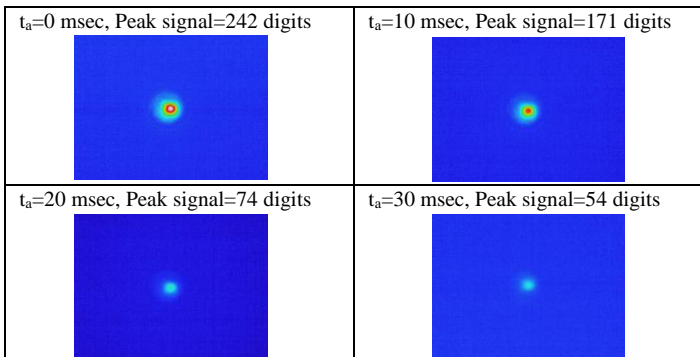 tₐ=0 msec, Peak signal=242 digits
tₐ=10 msec, Peak signal=171 digits
tₐ=20 msec, Peak signal=74 digits
tₐ=30 msec, Peak signal=54 digits